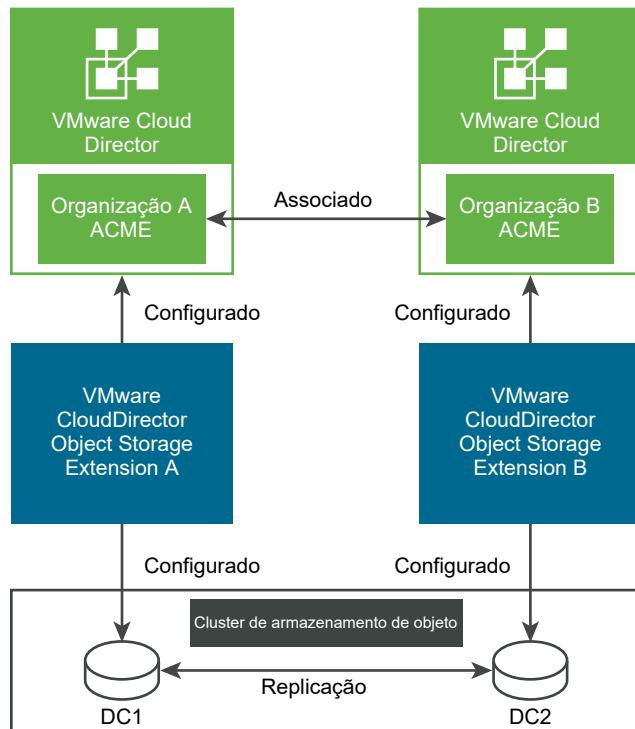 VMware Cloud
Director
VMware Cloud
Director
Organização A
ACME
Associado
Organização B
ACME
Configurado
Configurado
VMware
CloudDirector
Object Storage
Extension A
VMware
CloudDirector
Object Storage
Extension B
Configurado
Configurado
Cluster de armazenamento de objeto
Replicação
DC1
DC2